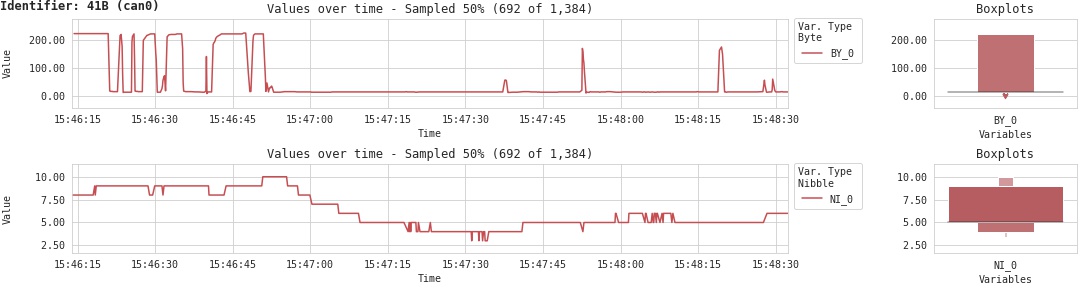 Identifier: 41B (can0)
Values over time - Sampled 50% (692 of 1,384)
Boxplots
Var. Type
Byte
BY_0
Value
200.00
100.00
0.00
15:46:15 15:46:30 15:46:45 15:47:00 15:47:15 15:47:30 15:47:45 15:48:00 15:48:15 15:48:30
Time
200.00
100.00
0.00
BY_0
Variables
Values over time - Sampled 50% (692 of 1,384)
Boxplots
Var. Type
Nibble
NI_0
Value
10.00
7.50
5.00
2.50
15:46:15 15:46:30 15:46:45 15:47:00 15:47:15 15:47:30 15:47:45 15:48:00 15:48:15 15:48:30
Time
10.00
7.50
5.00
2.50
NI_0
Variables